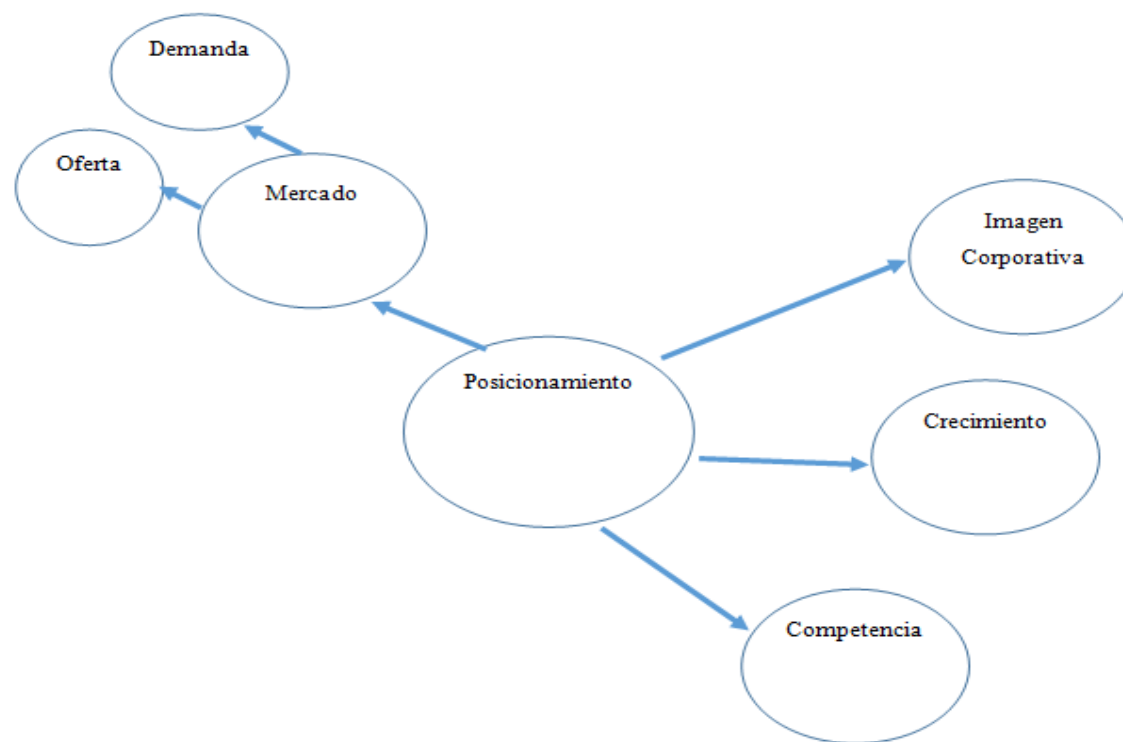 Demanda
Oferta
Mercado
Imagen
Corporativa
Posicionamiento
Crecimiento
Competencia